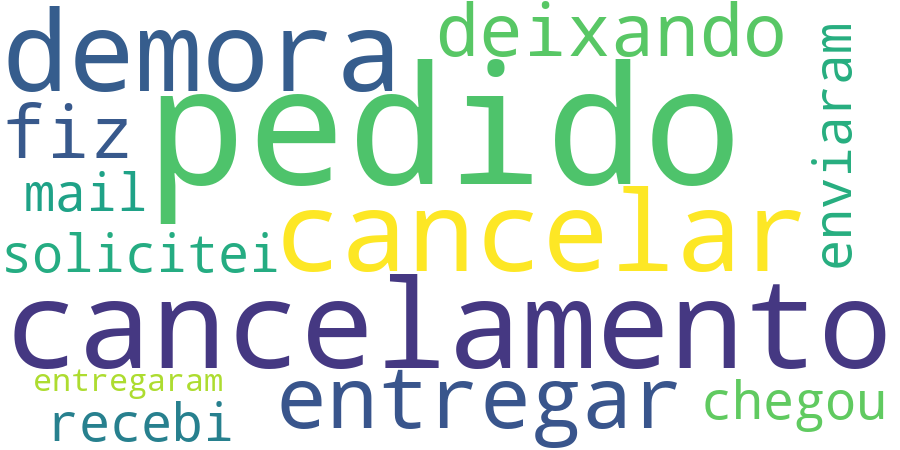 demora
deixando
pedido
fiz
enviaram
mail
cancelar
solicitei
cancelamento
entregaram
entregar
chegou
recebi